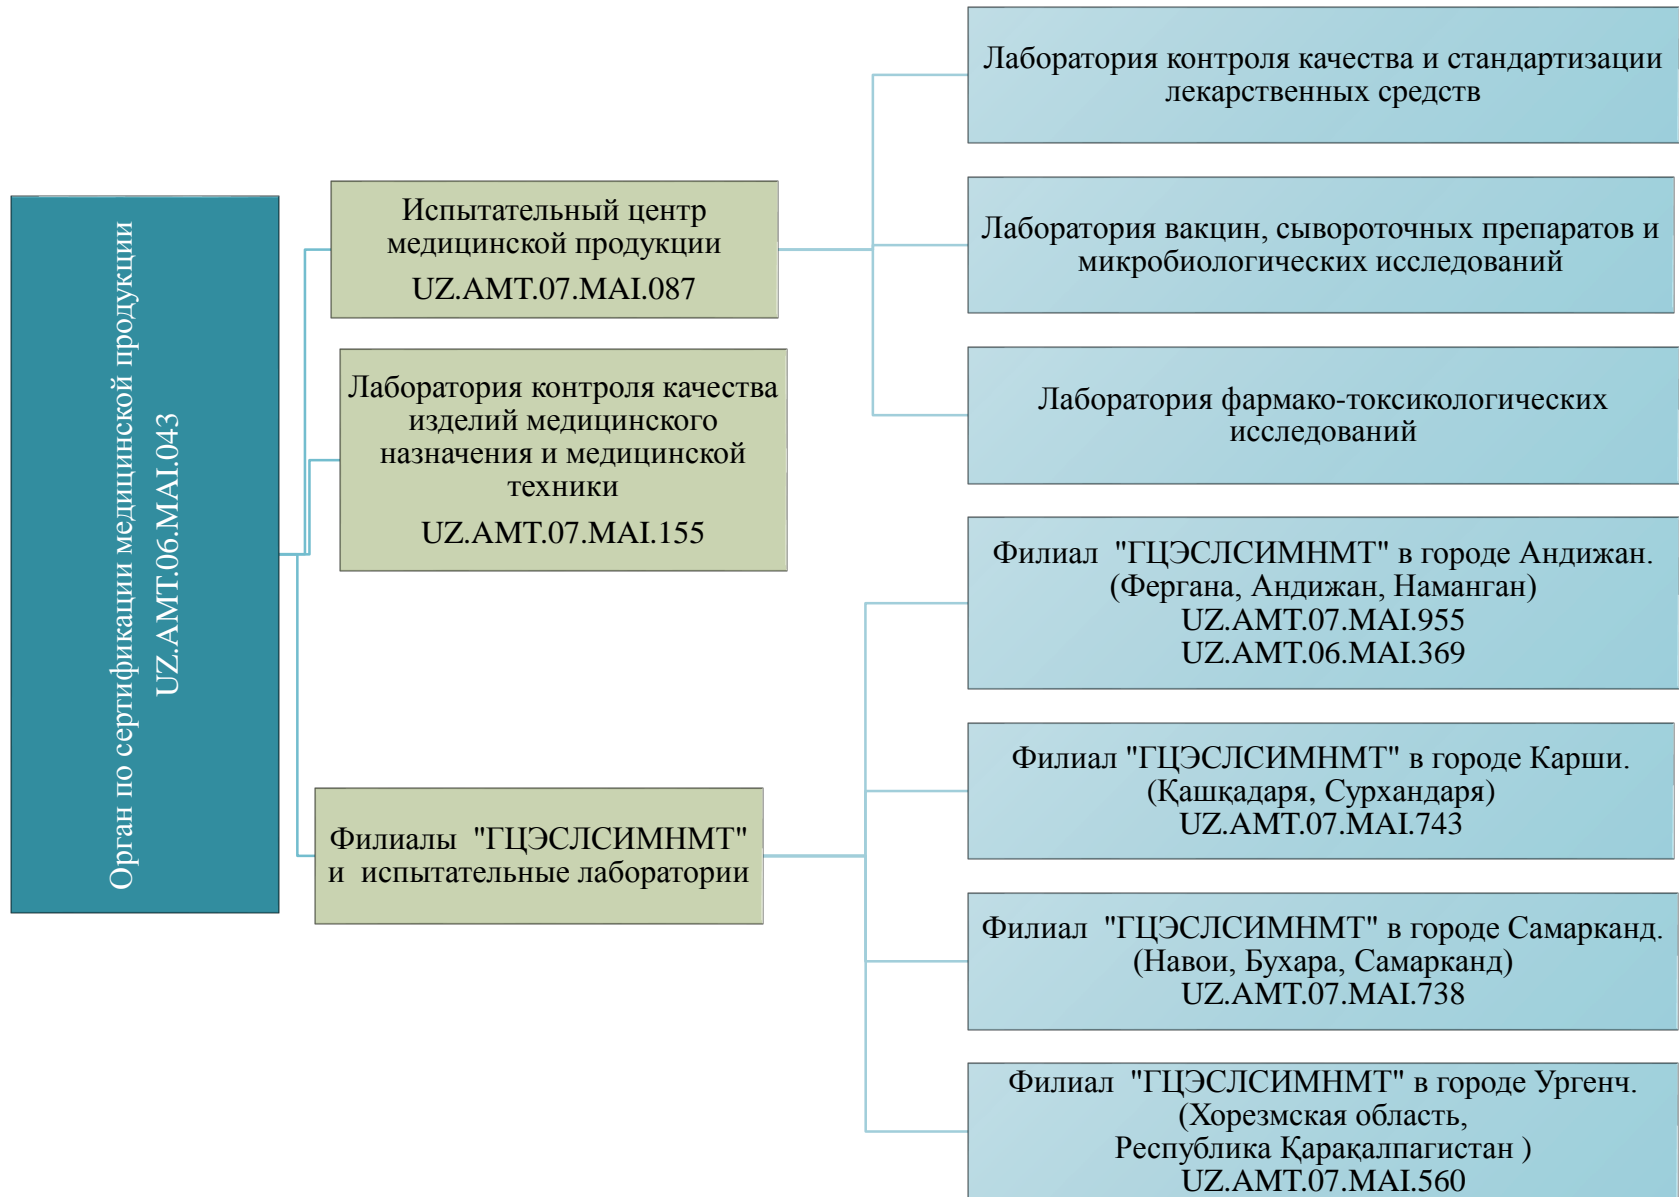 Орган по сертификации медицинской продукции
UZ.AMT.06.MAI.043
Испытательный центр
медицинской продукции
UZ.AMT.07.MAI.087
Лаборатория контроля качества
изделий медицинского
назначения и медицинской
техники
UZ.AMT.07.MAI.155
Филиалы "ГЦЭСЛСИМНМТ"
и испытательные лаборатории
Лаборатория контроля качества и стандартизации
лекарственных средств
Лаборатория вакцин, сывороточных препаратов и
микробиологических исследований
Лаборатория фармако-токсикологических
исследований
Филиал "ГЦЭСЛСИМНМТ" в городе Андижан.
(Фергана, Андижан, Наманган)
UZ.AMT.07.MAI.955
UZ.AMT.06.MAI.369
Филиал "ГЦЭСЛСИМНМТ" в городе Карши.
(Қашқадаря, Сурхандаря)
UZ.AMT.07.MAI.743
Филиал "ГЦЭСЛСИМНМТ" в городе Самарканд.
(Навои, Бухара, Самарканд)
UZ.AMT.07.MAI.738
Филиал "ГЦЭСЛСИМНМТ" в городе Ургенч.
(Хорезмская область,
Республика Қарақалпагистан )
UZ.AMT.07.MAI.560